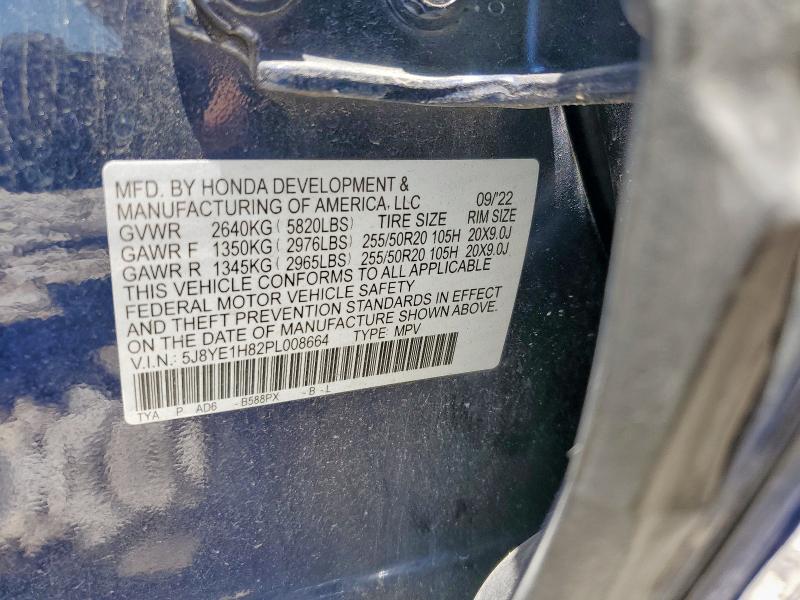 MFD. BY HONDA DEVELOPMENT &
MANUFACTURING OF AMERICA, LLC 09/'22
GVWR 2640KG ( 5820LBS) TIRE SIZE RIM SIZE
GAWR F 1350KG ( 2976LBS) 255/50R20 105H 20X9.0J
GAWR R 1345KG ( 2965LBS) 255/50R20 105H 20X9.0J
THIS VEHICLE CONFORMS TO ALL APPLICABLE
FEDERAL MOTOR VEHICLE SAFETY
AND THEFT PREVENTION STANDARDS IN EFFECT
ON THE DATE OF MANUFACTURE SHOWN ABOVE.
V.I.N.: 5J8YE1H82PL008664 TYPE: MPV
TYA P AD6 -B588PX -B-L